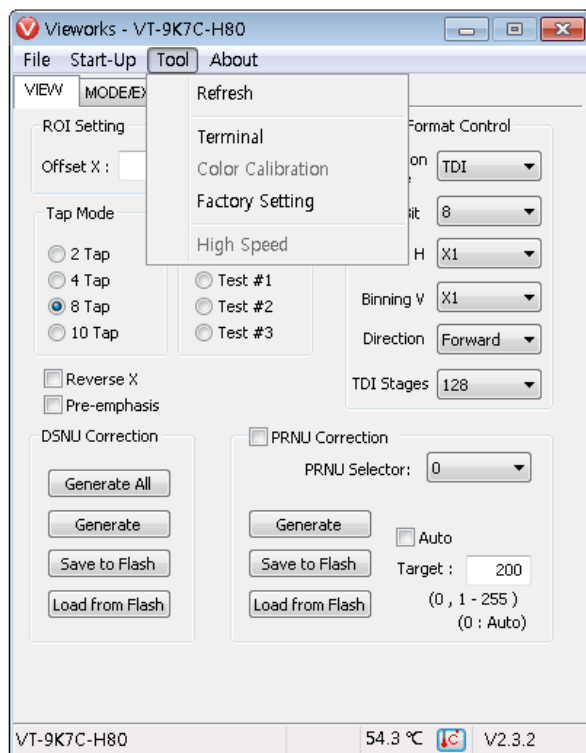 Vieworks - VT-9K7C-H80
File Start-Up Tool About
VIEW MODE/EX
Refresh
Terminal
Color Calibration
Factory Setting
High Speed
ROI Setting
Offset X :
Tap Mode
2 Tap
4 Tap
8 Tap
10 Tap
Test #1
Test #2
Test #3
Format Control
on TDI
Bit 8
H X1
Binning V X1
Direction Forward
TDI Stages 128
Reverse X
Pre-emphasis
DSNU Correction
Generate All
Generate
Save to Flash
Load from Flash
PRNU Correction
PRNU Selector: 0
Generate
Save to Flash
Load from Flash
Auto
Target : 200
(0 , 1 - 255 )
(0 : Auto)
VT-9K7C-H80 54.3 ℃ C V2.3.2